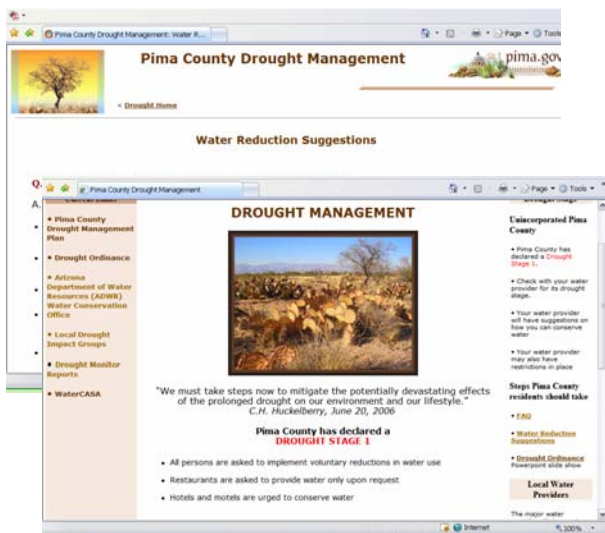 Pima County Drought Management: Water R...
Page
Tools
Pima County Drought Management
pima.gov
< Drought Home
Water Reduction Suggestions
Q.
A.
Pima County Drought Management
Page
Tools
DROUGHT MANAGEMENT
• Pima County
Drought Management
Plan
• Drought Ordinance
• Arizona
Department of Water
Resources (ADWR)
Water Conservation
Office
• Local Drought
Impact Groups
• Drought Monitor
Reports
• WaterCASA
"We must take steps now to mitigate the potentially devastating effects
of the prolonged drought on our environment and our lifestyle."
C.H. Huckelberry, June 20, 2006
Pima County has declared a
DROUGHT STAGE 1
• All persons are asked to implement voluntary reductions in water use
• Restaurants are asked to provide water only upon request
• Hotels and motels are urged to conserve water
Unincorporated Pima
County
• Pima County has
declared a Drought
Stage 1.
• Check with your water
provider for its drought
stage.
• Your water provider
will have suggestions on
how you can conserve
water
• Your water provider
may also have
restrictions in place
Steps Pima County
residents should take
• FAQ
• Water Reduction
Suggestions
• Drought Ordinance
Powerpoint slide show
Local Water
Providers
The major water
Internet
100%